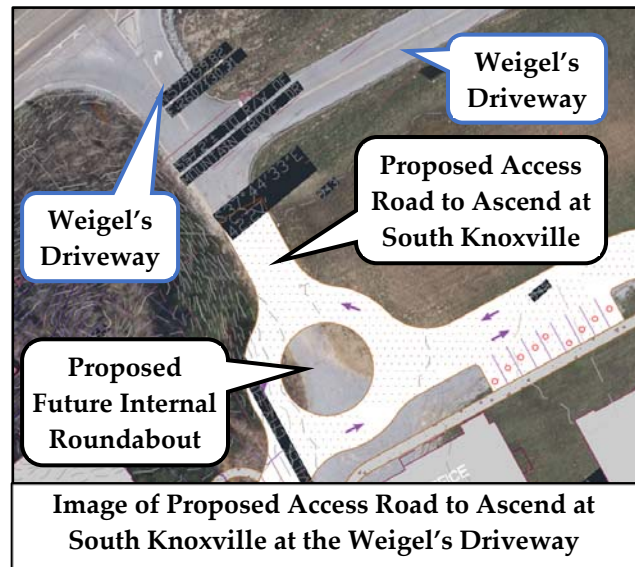 Weigel’s
Driveway
Proposed Access
Road to Ascend at
South Knoxville
Weigel’s
Driveway
Proposed
Future Internal
Roundabout
Image of Proposed Access Road to Ascend at
South Knoxville at the Weigel’s Driveway